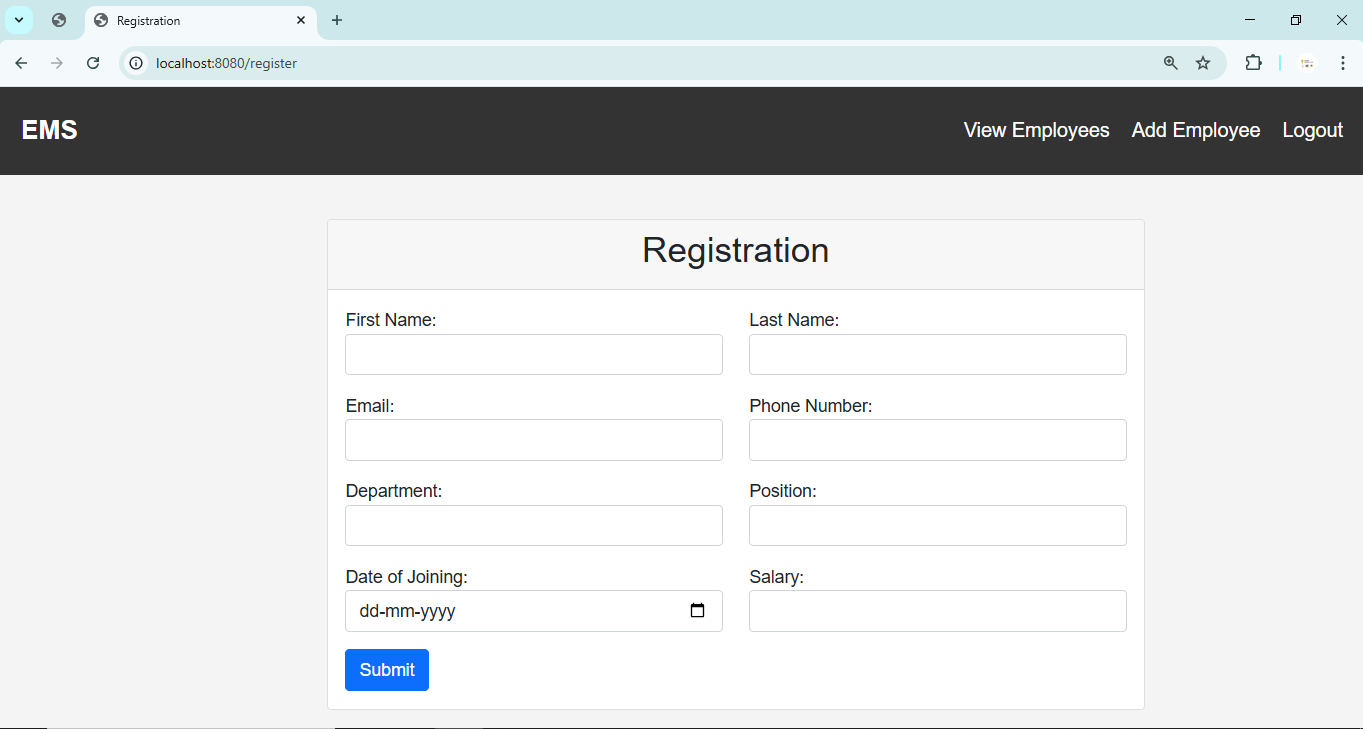 Registration
localhost:8080/register
EMS View Employees Add Employee Logout
Registration
First Name: Last Name:
Email: Phone Number:
Department: Position:
Date of Joining: Salary:
dd-mm-yyyy
Submit